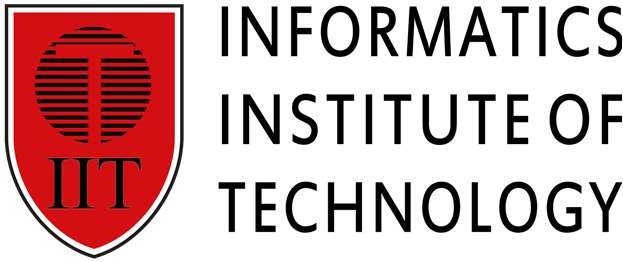 IIT
INFORMATICS
INSTITUTE OF
TECHNOLOGY